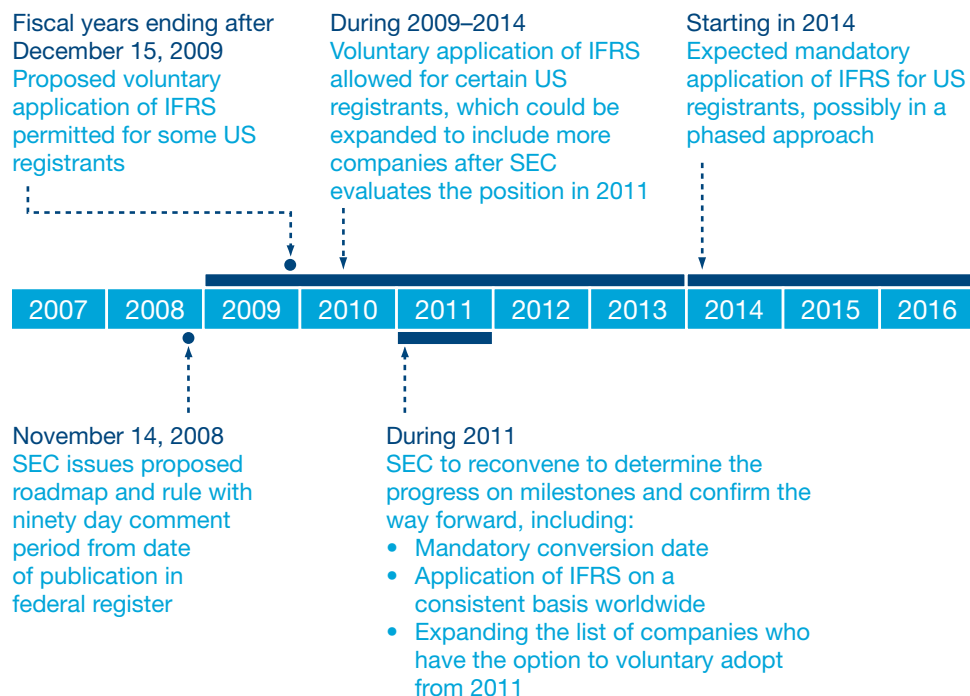 Fiscal years ending after
December 15, 2009
Proposed voluntary
application of IFRS
permitted for some US
registrants
During 2009–2014
Voluntary application of IFRS
allowed for certain US
registrants, which could be
expanded to include more
companies after SEC
evaluates the position in 2011
Starting in 2014
Expected mandatory
application of IFRS for US
registrants, possibly in a
phased approach
2007 2008 2009 2010 2011 2012 2013 2014 2015 2016
November 14, 2008
SEC issues proposed
roadmap and rule with
ninety day comment
period from date
of publication in
federal register
During 2011
SEC to reconvene to determine the
progress on milestones and confirm the
way forward, including:
• Mandatory conversion date
• Application of IFRS on a
consistent basis worldwide
• Expanding the list of companies who
have the option to voluntary adopt
from 2011